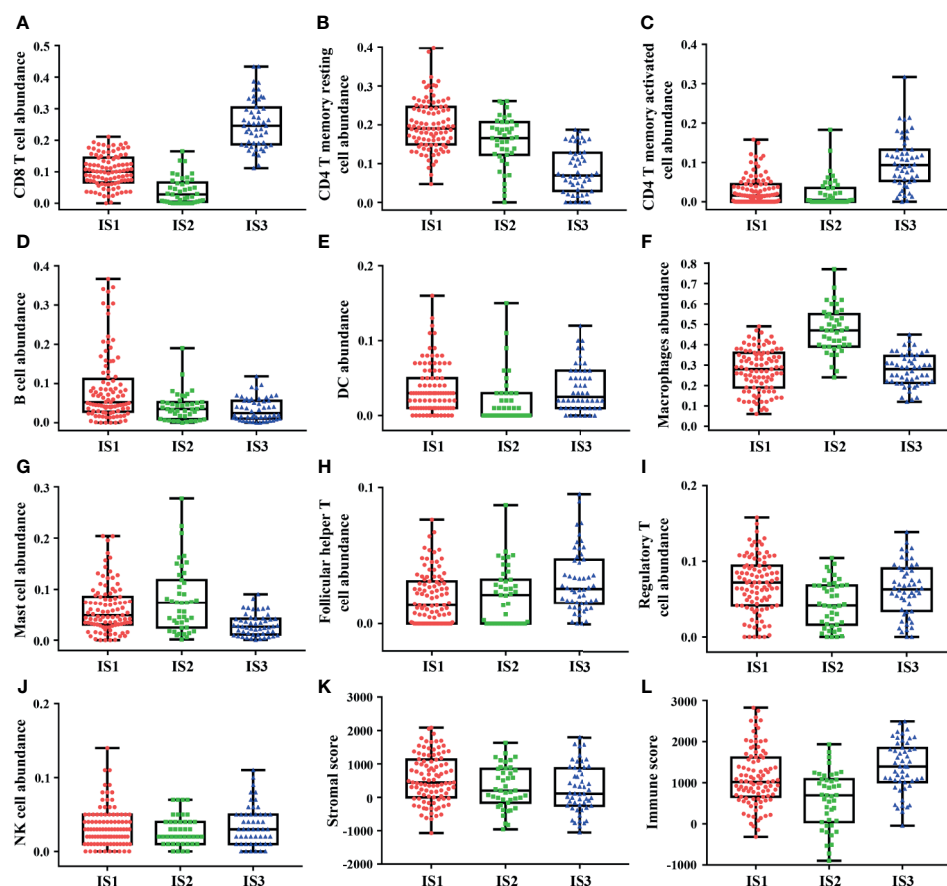 A
CD8 T cell abundance
0.5
0.4
0.3
0.2
0.1
0.0
IS1 IS2 IS3
B
CD4 T memory resting
cell abundance
0.4
0.3
0.2
0.1
0.0
IS1 IS2 IS3
C
CD4 T memory activated
cell abundance
0.4
0.3
0.2
0.1
0.0
IS1 IS2 IS3
D
B cell abundance
0.4
0.3
0.2
0.1
0.0
IS1 IS2 IS3
E
DC abundance
0.2
0.1
0.0
IS1 IS2 IS3
F
Macrophages abundance
0.8
0.7
0.6
0.5
0.4
0.3
0.2
0.1
0.0
IS1 IS2 IS3
G
Mast cell abundance
0.3
0.2
0.1
0.0
IS1 IS2 IS3
H
Follicular helper T
cell abundance
0.1
0.0
IS1 IS2 IS3
I
Regulatory T
cell abundance
0.2
0.1
0.0
IS1 IS2 IS3
J
NK cell abundance
0.2
0.1
0.0
IS1 IS2 IS3
K
Stromal score
3000
2000
1000
0
-1000
-2000
IS1 IS2 IS3
L
Immune score
3000
2000
1000
0
-1000
IS1 IS2 IS3